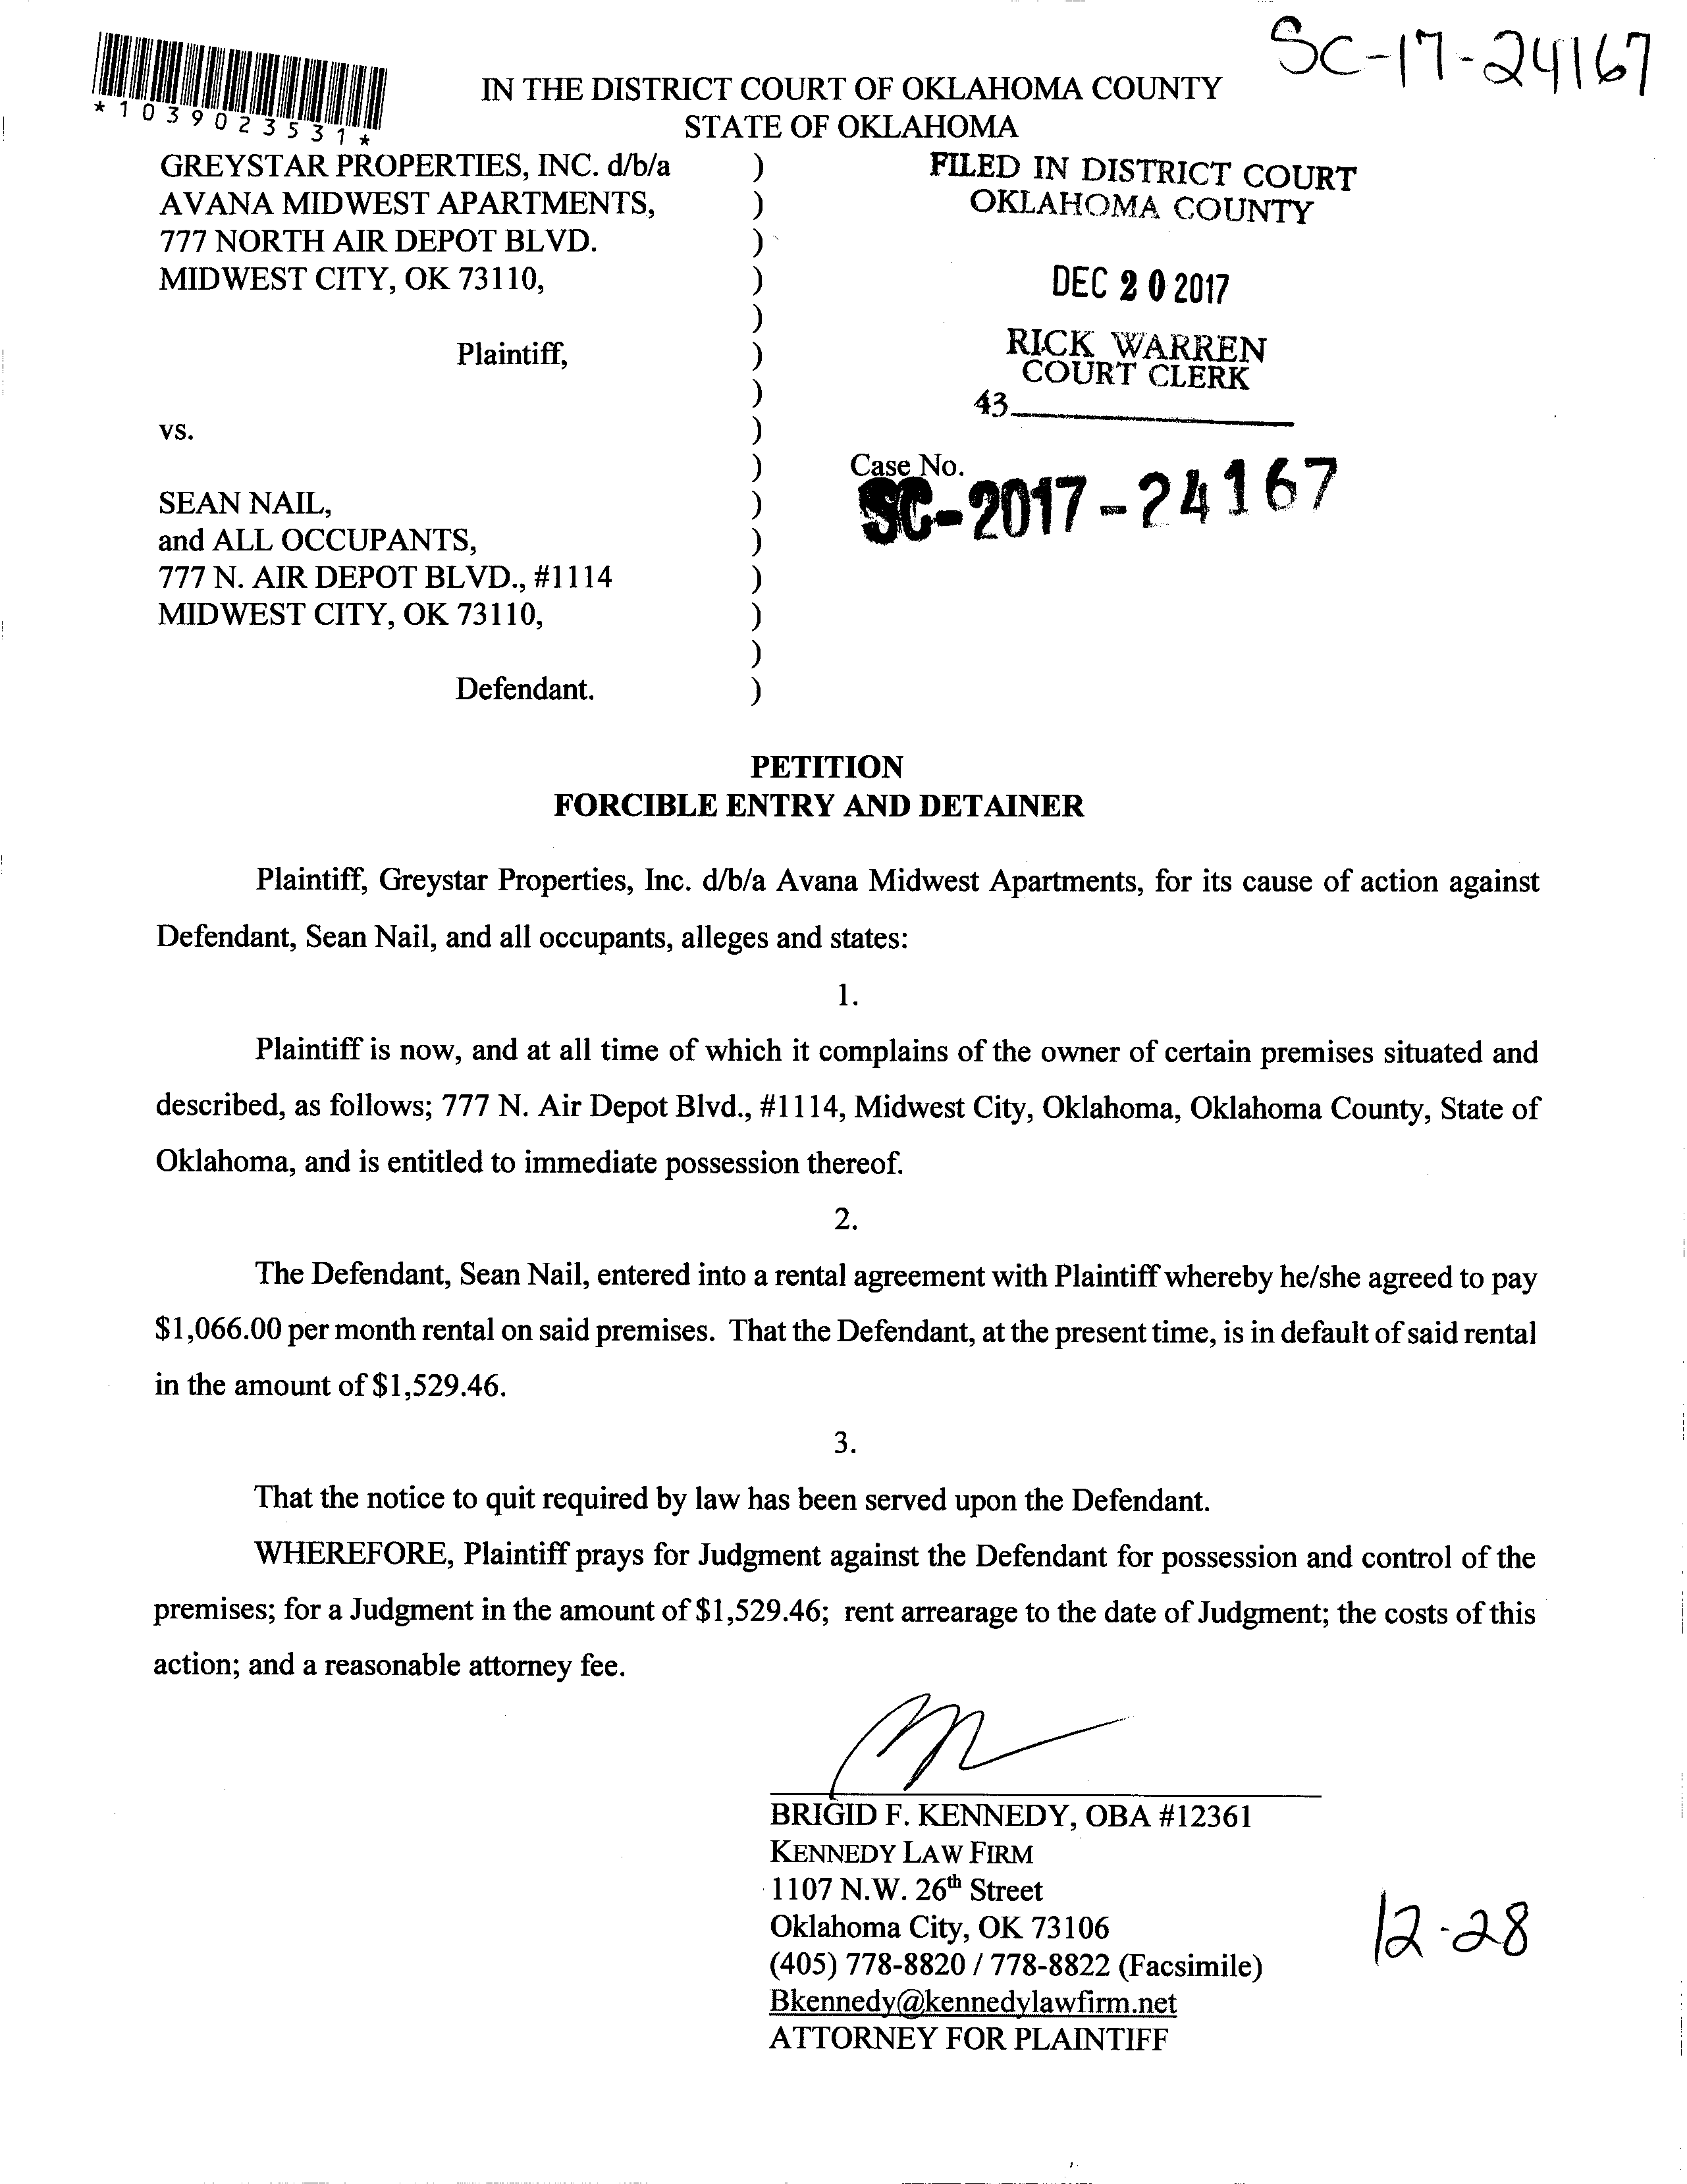 SC-17-24167
*1039023531*
IN THE DISTRICT COURT OF OKLAHOMA COUNTY
STATE OF OKLAHOMA
GREYSTAR PROPERTIES, INC. d/b/a )
AVANA MIDWEST APARTMENTS, )
777 NORTH AIR DEPOT BLVD. )
MIDWEST CITY, OK 73110, )
)
Plaintiff, )
)
vs. )
)
SEAN NAIL, )
and ALL OCCUPANTS, )
777 N. AIR DEPOT BLVD., #1114 )
MIDWEST CITY, OK 73110, )
)
Defendant. )
FILED IN DISTRICT COURT
OKLAHOMA COUNTY
DEC 20 2017
RICK WARREN
COURT CLERK
43
Case No.
SC-2017-24167
PETITION
FORCIBLE ENTRY AND DETAINER
Plaintiff, Greystar Properties, Inc. d/b/a Avana Midwest Apartments, for its cause of action against
Defendant, Sean Nail, and all occupants, alleges and states:
1.
Plaintiff is now, and at all time of which it complains of the owner of certain premises situated and
described, as follows; 777 N. Air Depot Blvd., #1114, Midwest City, Oklahoma, Oklahoma County, State of
Oklahoma, and is entitled to immediate possession thereof.
2.
The Defendant, Sean Nail, entered into a rental agreement with Plaintiff whereby he/she agreed to pay
$1,066.00 per month rental on said premises. That the Defendant, at the present time, is in default of said rental
in the amount of $1,529.46.
3.
That the notice to quit required by law has been served upon the Defendant.
WHEREFORE, Plaintiff prays for Judgment against the Defendant for possession and control of the
premises; for a Judgment in the amount of $1,529.46; rent arrearage to the date of Judgment; the costs of this
action; and a reasonable attorney fee.
BRIGID F. KENNEDY, OBA #12361
KENNEDY LAW FIRM
1107 N.W. 26th Street
Oklahoma City, OK 73106
(405) 778-8820 / 778-8822 (Facsimile)
Bkennedy@kennedylawfirm.net
ATTORNEY FOR PLAINTIFF
12-28